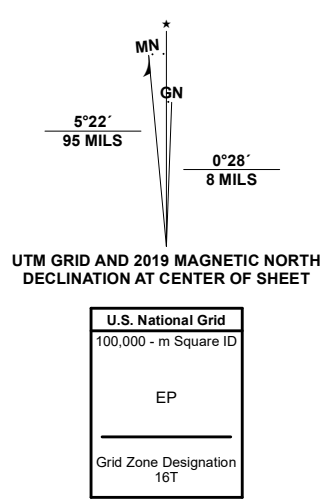 MN
GN
5°22´
95 MILS
0°28´
8 MILS
UTM GRID AND 2019 MAGNETIC NORTH
DECLINATION AT CENTER OF SHEET
U.S. National Grid
100,000 - m Square ID
EP
Grid Zone Designation
16T